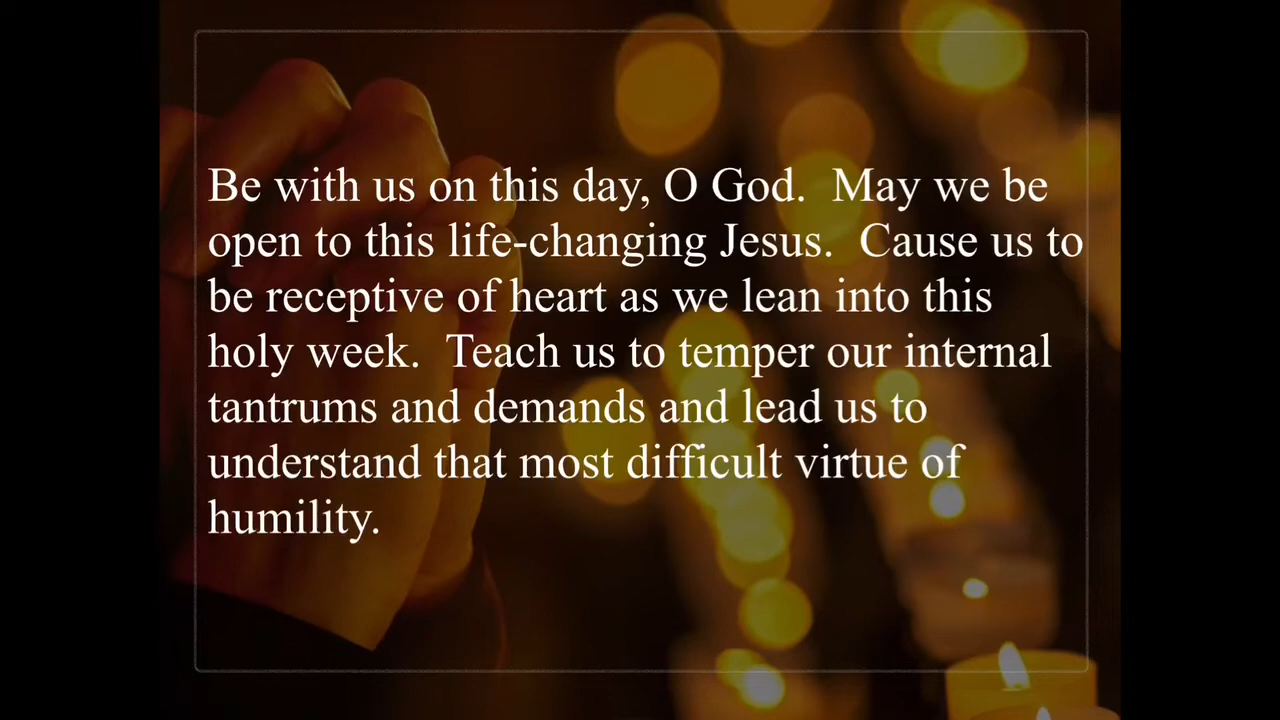 Be with us on this day, O God.  May we be
open to this life-changing Jesus.  Cause us to
be receptive of heart as we lean into this
holy week.  Teach us to temper our internal
tantrums and demands and lead us to
understand that most difficult virtue of
humility.